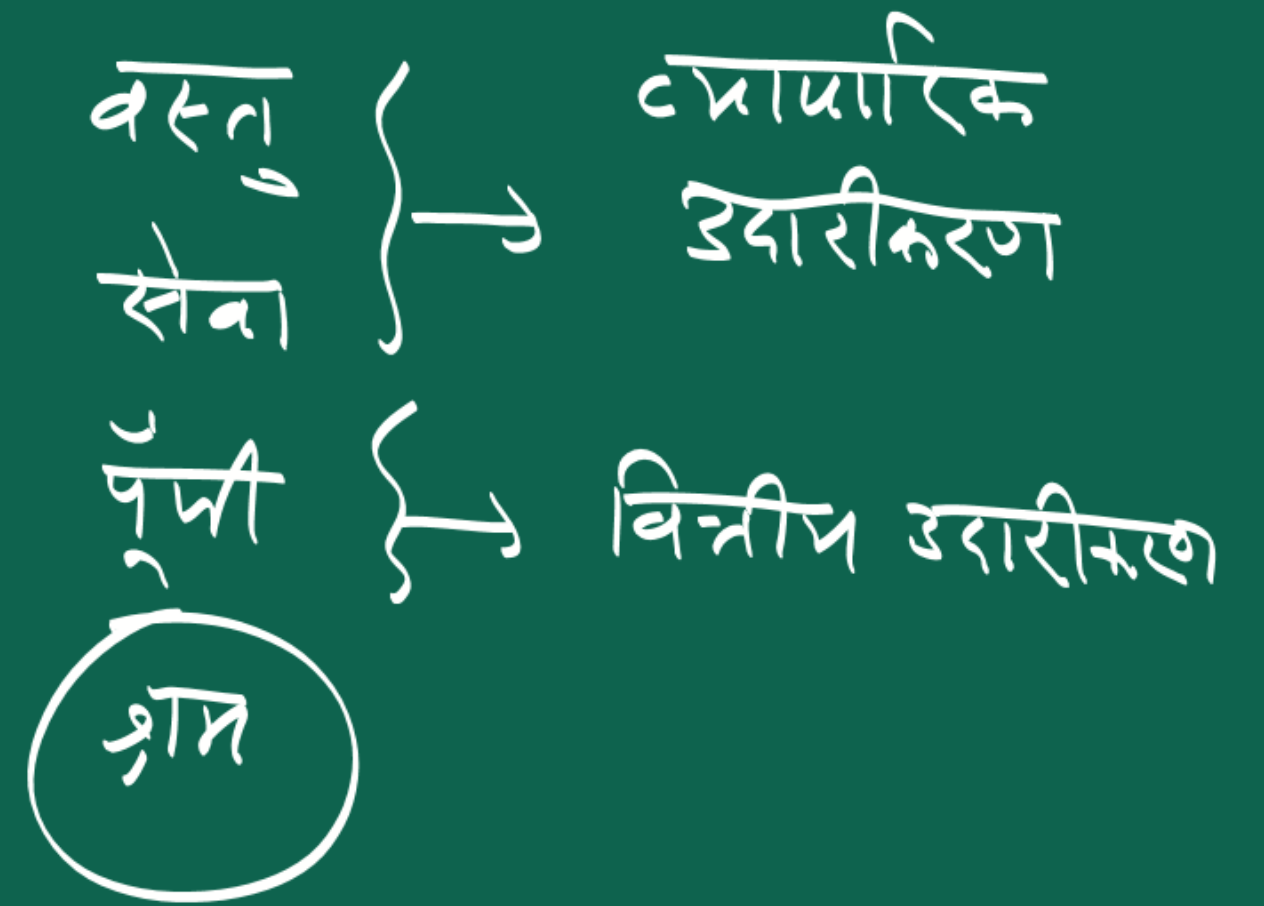 वस्तु
सेवा
व्यापारिक
उदारीकरण
पूँजी
वित्तीय उदारीकरण
श्रम